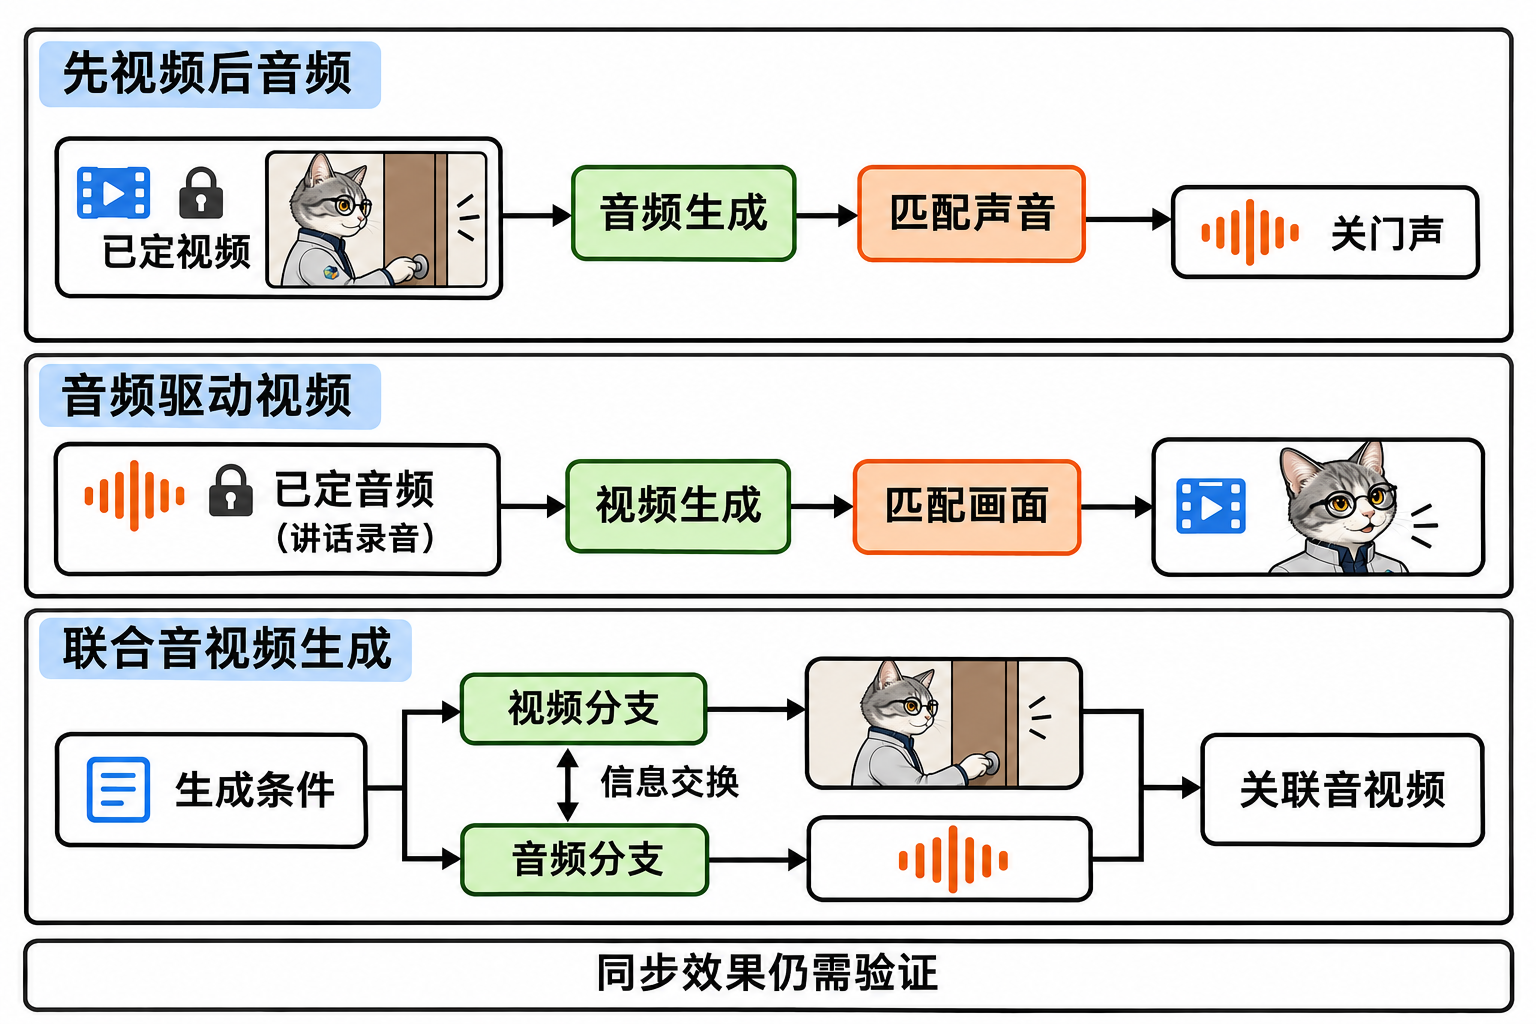 先视频后音频
已定视频
音频生成
匹配声音
关门声
音频驱动视频
已定音频
（讲话录音）
视频生成
匹配画面
联合音视频生成
生成条件
视频分支
信息交换
音频分支
关联音视频
同步效果仍需验证